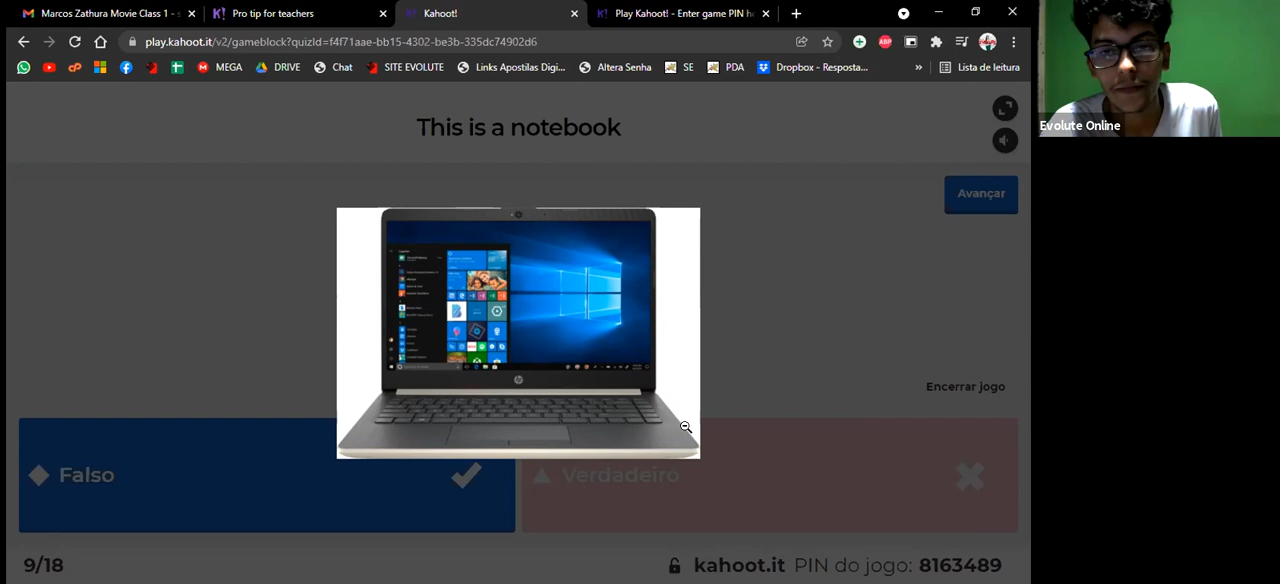 Marcos Zathura Movie Class 1 - s
Pro tip for teachers
Kahoot!
Play Kahoot! - Enter game PIN h
play.kahoot.it/v2/gameblock?quizId=f4f71aae-bb15-4302-be3b-335dc74902d6
MEGA
DRIVE
Chat
SITE EVOLUTE
Links Apostilas Digi...
Altera Senha
SE
PDA
Dropbox - Resposta...
»
Lista de leitura
Evolute Online
This is a notebook
Avançar
Encerrar jogo
Falso
Verdadeiro
9/18
kahoot.it PIN do jogo: 8163489